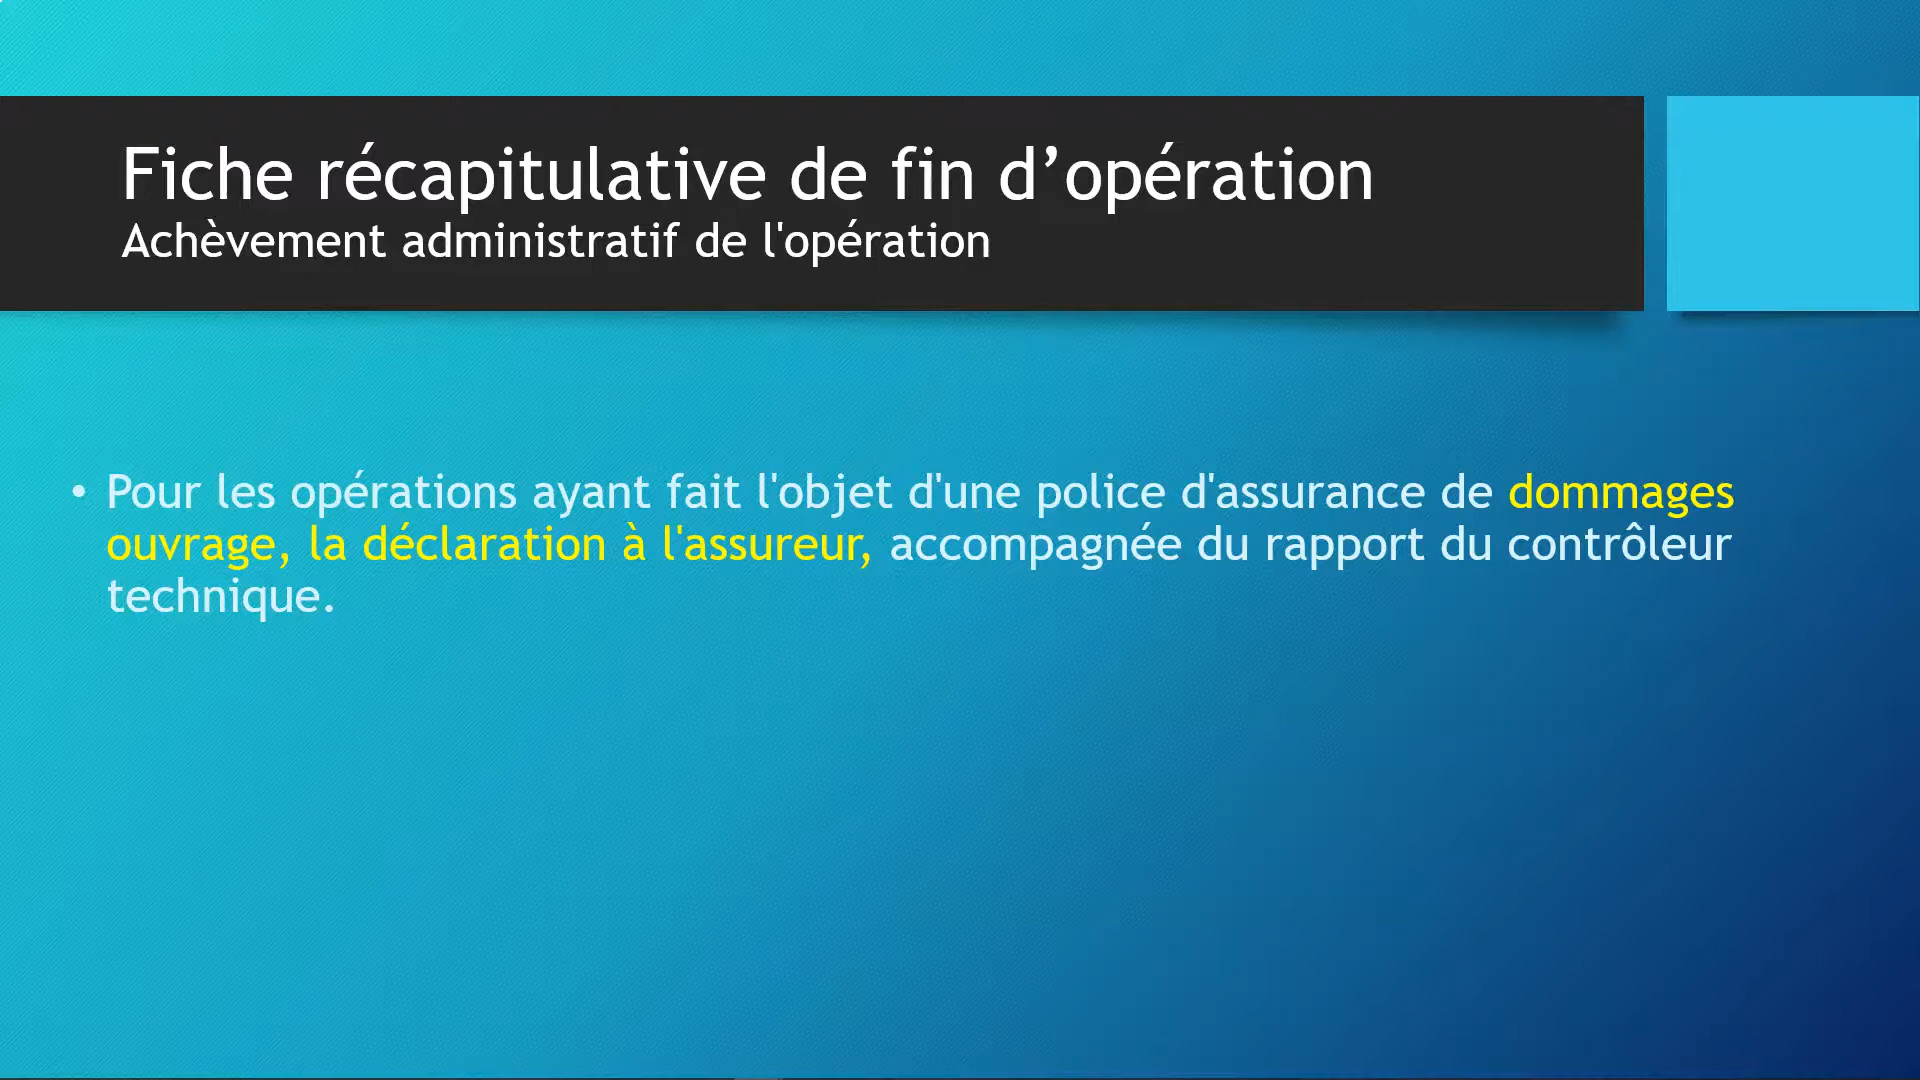 Fiche récapitulative de fin d’opération
Achèvement administratif de l'opération
• Pour les opérations ayant fait l'objet d'une police d'assurance de dommages
ouvrage, la déclaration à l'assureur, accompagnée du rapport du contrôleur
technique.